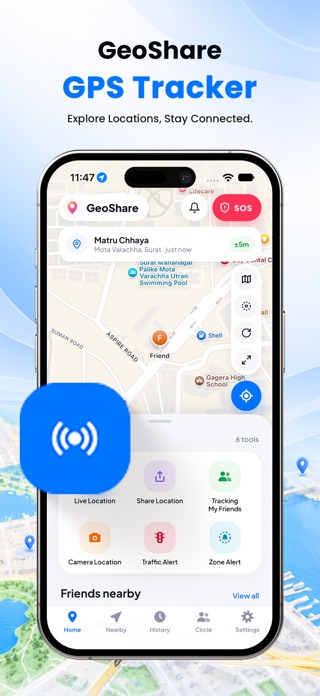 GeoShare
GPS Tracker
Explore Locations, Stay Connected.
11:47
Lifecare
GeoShare
SOS
Matru Chhaya
Mota Varachha, Surat · just now
±5m
Surat Mahanagar
Palike Mota
Varachha Utran
Swimming Pool
SUMAN ROAD
ASPIRE ROAD
F
Friend
Shell
Gagera High
School
6 tools
Live Location
Share Location
Tracking
My Friends
Camera Location
Traffic Alert
Zone Alert
Friends nearby
View all
Home
Nearby
History
Circle
Settings